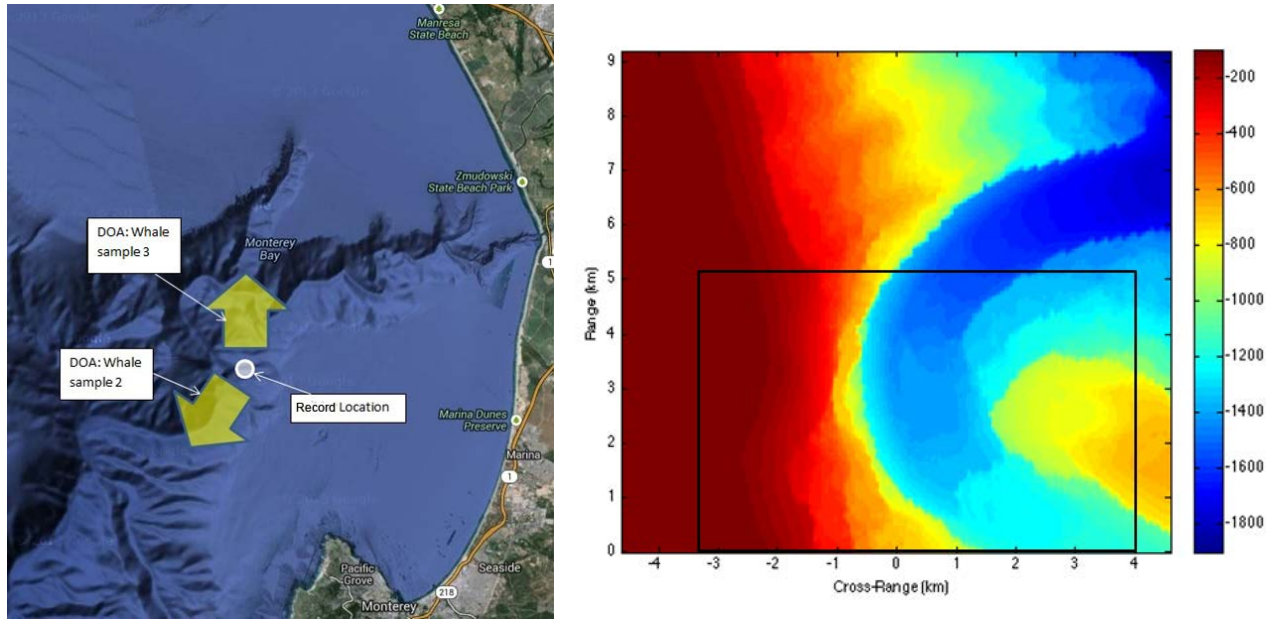 Manresa
State Beach
Zmudowski
State Beach Park
DOA: Whale
sample 3
Monterey
Bay
1
DOA: Whale
sample 2
Record Location
Marina Dunes
Preserve
Marina
1
Pacific
Grove
Seaside
218
Monterey
9
8
7
6
5
4
3
2
1
0
Range (km)
-4
-3
-2
-1
0
1
2
3
4
Cross-Range (km)
-200
-400
-600
-800
-1000
-1200
-1400
-1600
-1800